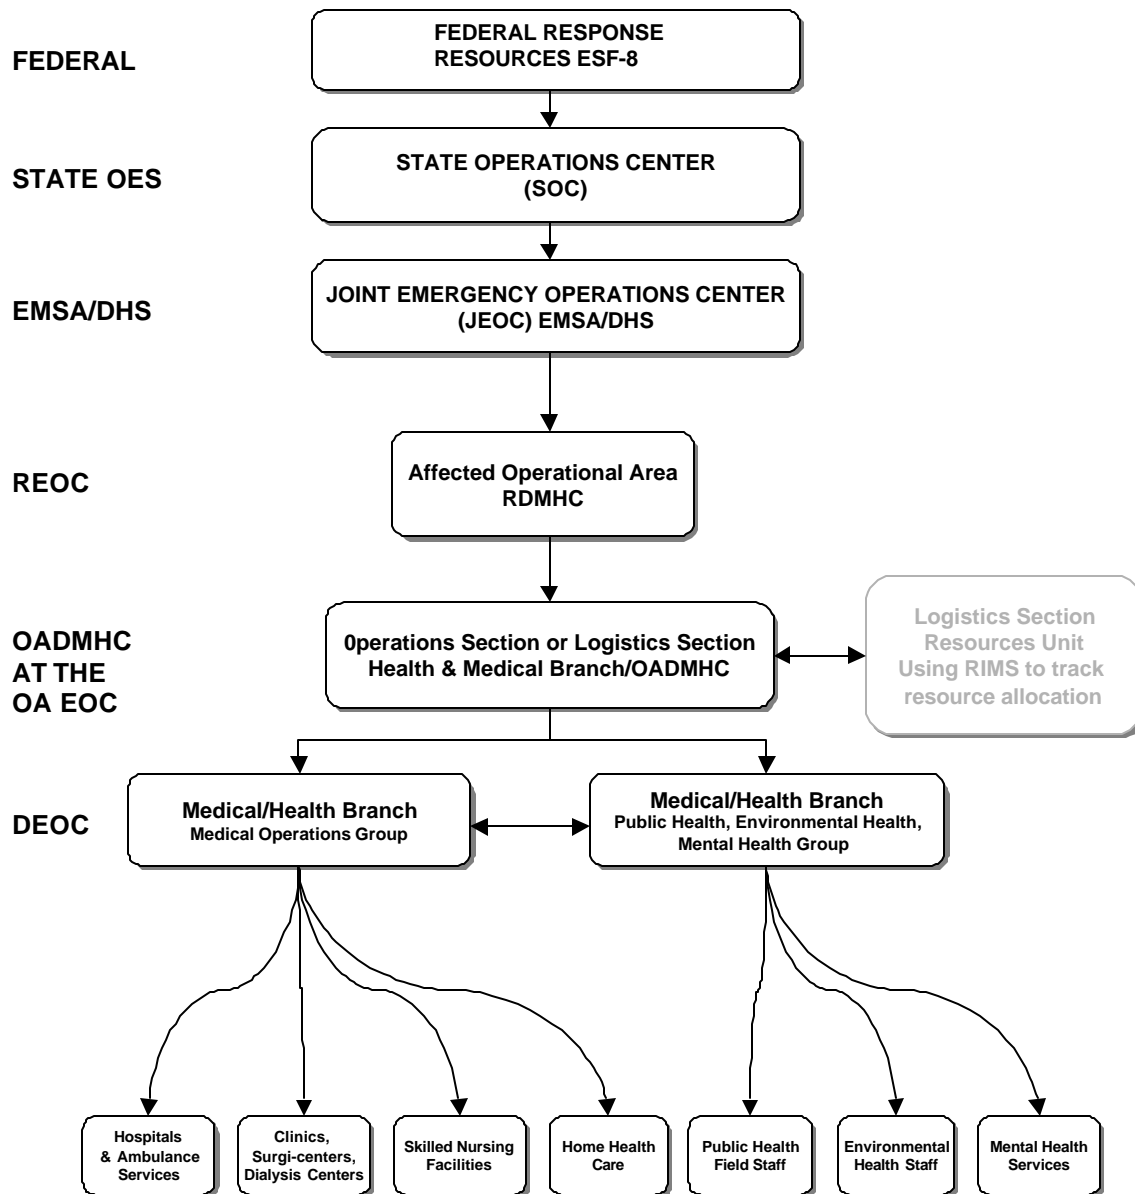 FEDERAL
FEDERAL RESPONSE
RESOURCES ESF-8
STATE OES
STATE OPERATIONS CENTER
(SOC)
EMSA/DHS
JOINT EMERGENCY OPERATIONS CENTER
(JEOC) EMSA/DHS
REOC
Affected Operational Area
RDMHC
OADMHC
AT THE
OA EOC
0perations Section or Logistics Section
Health & Medical Branch/OADMHC
Logistics Section
Resources Unit
Using RIMS to track
resource allocation
DEOC
Medical/Health Branch
Medical Operations Group
Medical/Health Branch
Public Health, Environmental Health,
Mental Health Group
Hospitals
& Ambulance
Services
Clinics,
Surgi-centers,
Dialysis Centers
Skilled Nursing
Facilities
Home Health
Care
Public Health
Field Staff
Environmental
Health Staff
Mental Health
Services